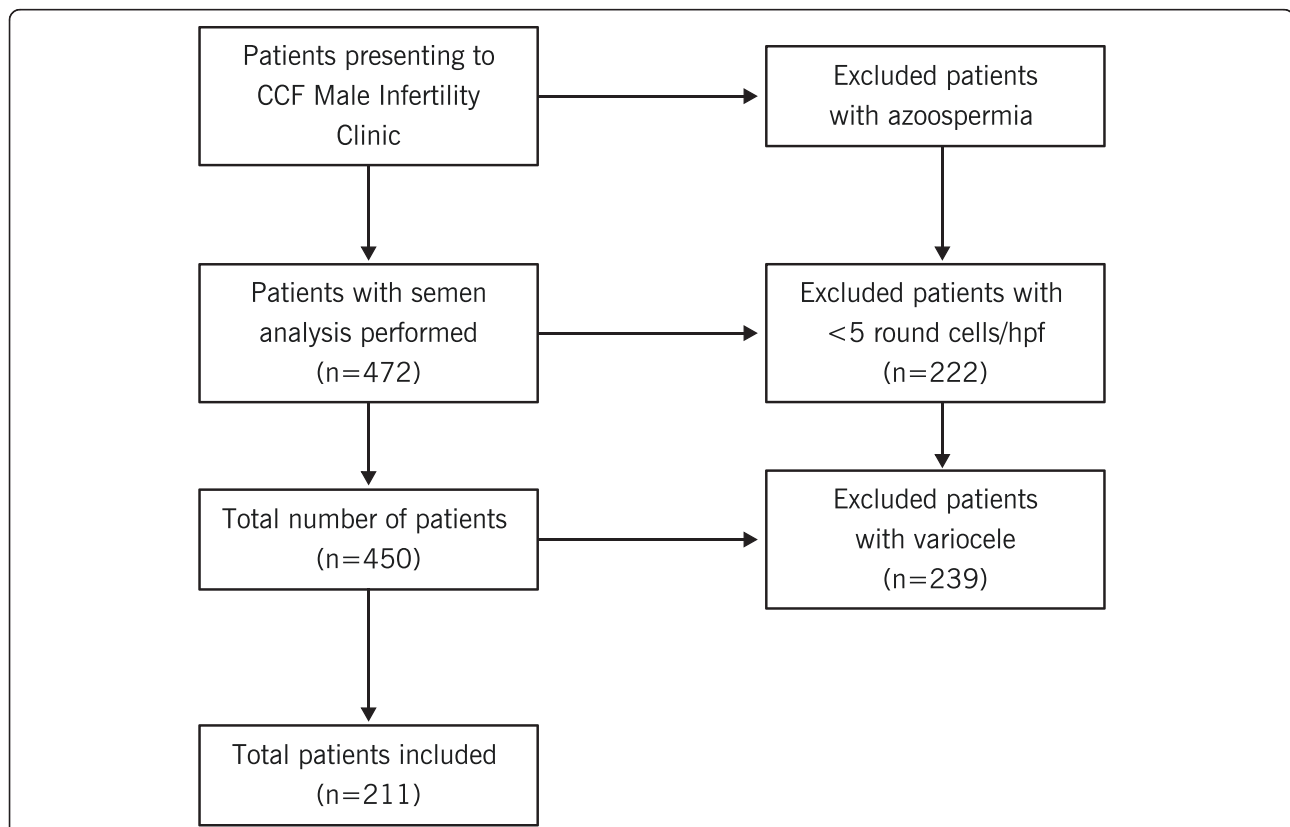 Patients presenting to
CCF Male Infertility
Clinic
Excluded patients
with azoospermia
Patients with semen
analysis performed
(n=472)
Excluded patients with
<5 round cells/hpf
(n=222)
Total number of patients
(n=450)
Excluded patients
with variocele
(n=239)
Total patients included
(n=211)